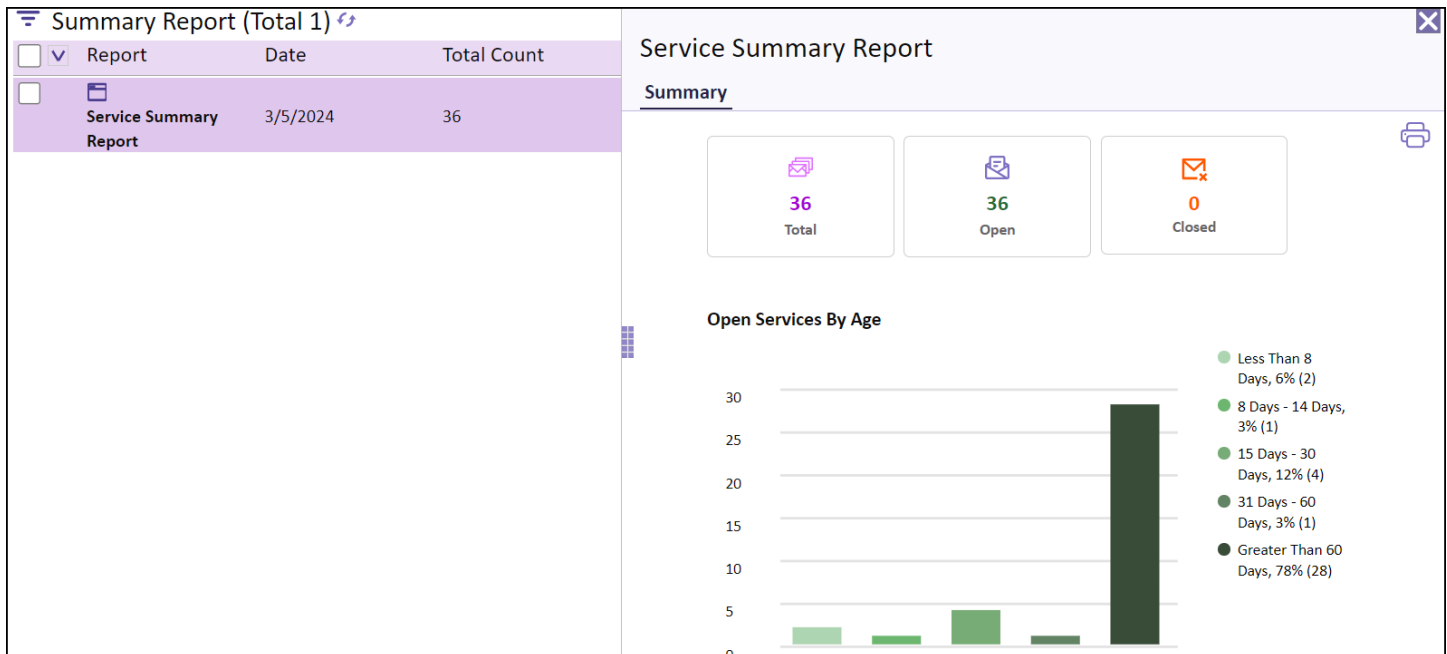 Summary Report (Total 1)
Report Date Total Count
Service Summary
Report
3/5/2024 36
Service Summary Report
Summary
36
Total
36
Open
0
Closed
Open Services By Age
30
25
20
15
10
5
0
Less Than 8
Days, 6% (2)
8 Days - 14 Days,
3% (1)
15 Days - 30
Days, 12% (4)
31 Days - 60
Days, 3% (1)
Greater Than 60
Days, 78% (28)